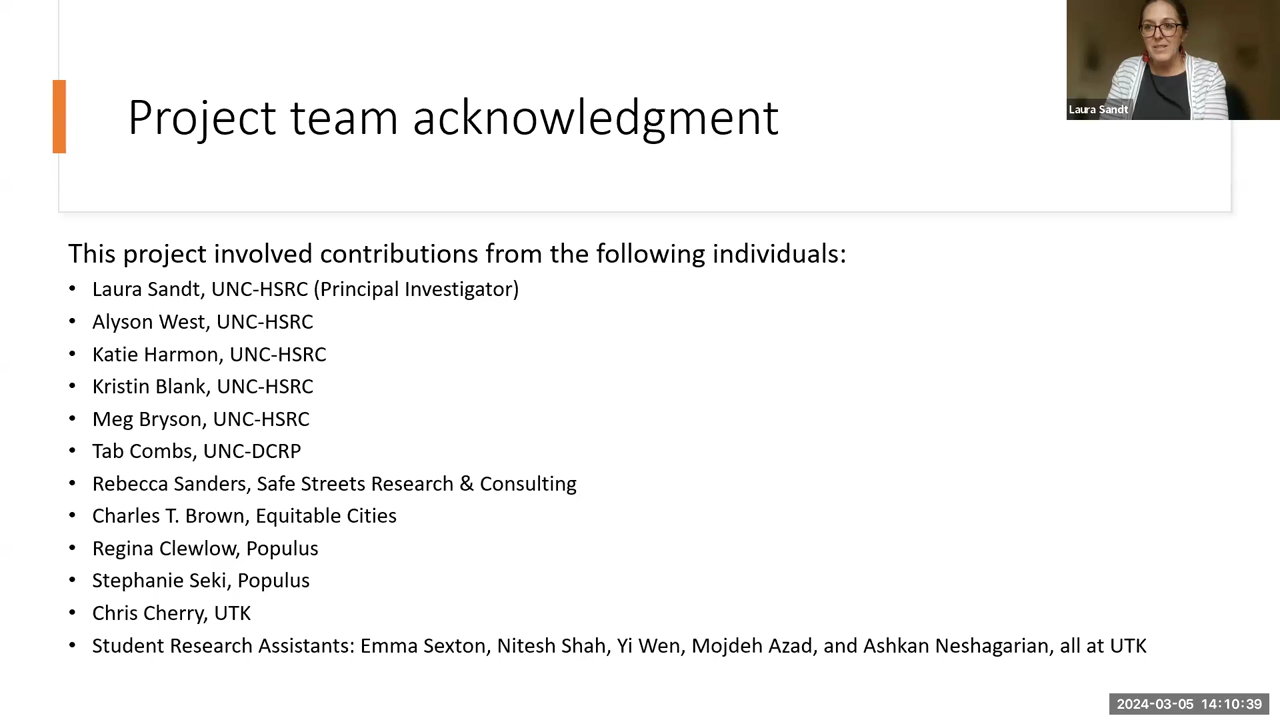 Project team acknowledgment
Laura Sandt
This project involved contributions from the following individuals:
• Laura Sandt, UNC-HSRC (Principal Investigator)
• Alyson West, UNC-HSRC
• Katie Harmon, UNC-HSRC
• Kristin Blank, UNC-HSRC
• Meg Bryson, UNC-HSRC
• Tab Combs, UNC-DCRP
• Rebecca Sanders, Safe Streets Research & Consulting
• Charles T. Brown, Equitable Cities
• Regina Clewlow, Populus
• Stephanie Seki, Populus
• Chris Cherry, UTK
• Student Research Assistants: Emma Sexton, Nitesh Shah, Yi Wen, Mojdeh Azad, and Ashkan Neshagarian, all at UTK
2024-03-05 14:10:39